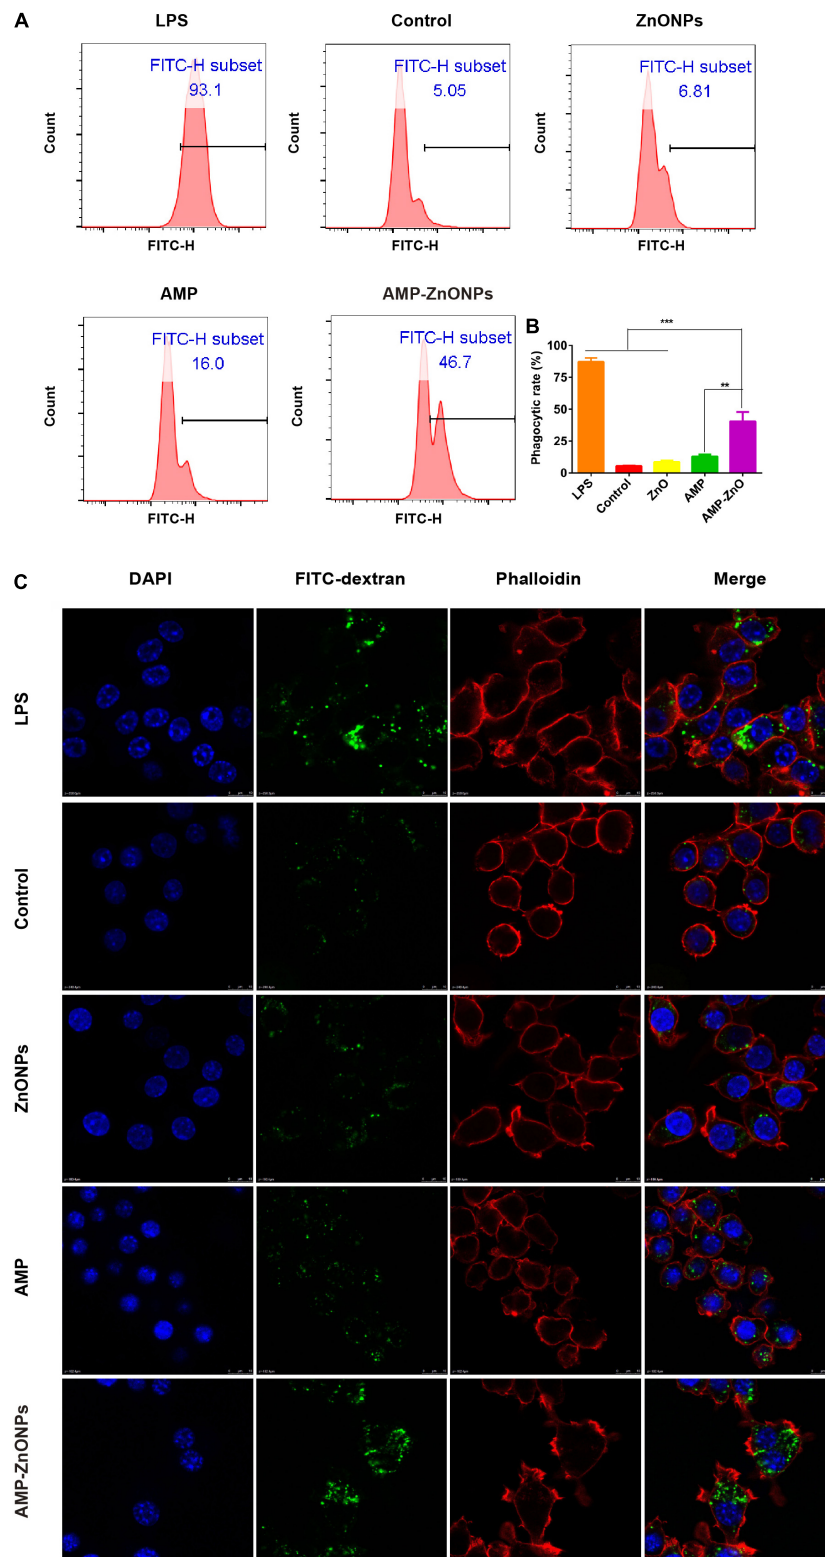 A
LPS
Control
ZnONPs
FITC-H subset
93.1
FITC-H subset
5.05
FITC-H subset
6.81
Count
Count
Count
FITC-H
FITC-H
FITC-H
AMP
AMP-ZnONPs
FITC-H subset
16.0
FITC-H subset
46.7
Count
Count
FITC-H
FITC-H
B
***
**
Phagocytic rate (%)
100
75
50
25
0
LPS
Control
ZnO
AMP
AMP-ZnO
C
DAPI
FITC-dextran
Phalloidin
Merge
LPS
Control
ZnONPs
AMP
AMP-ZnONPs